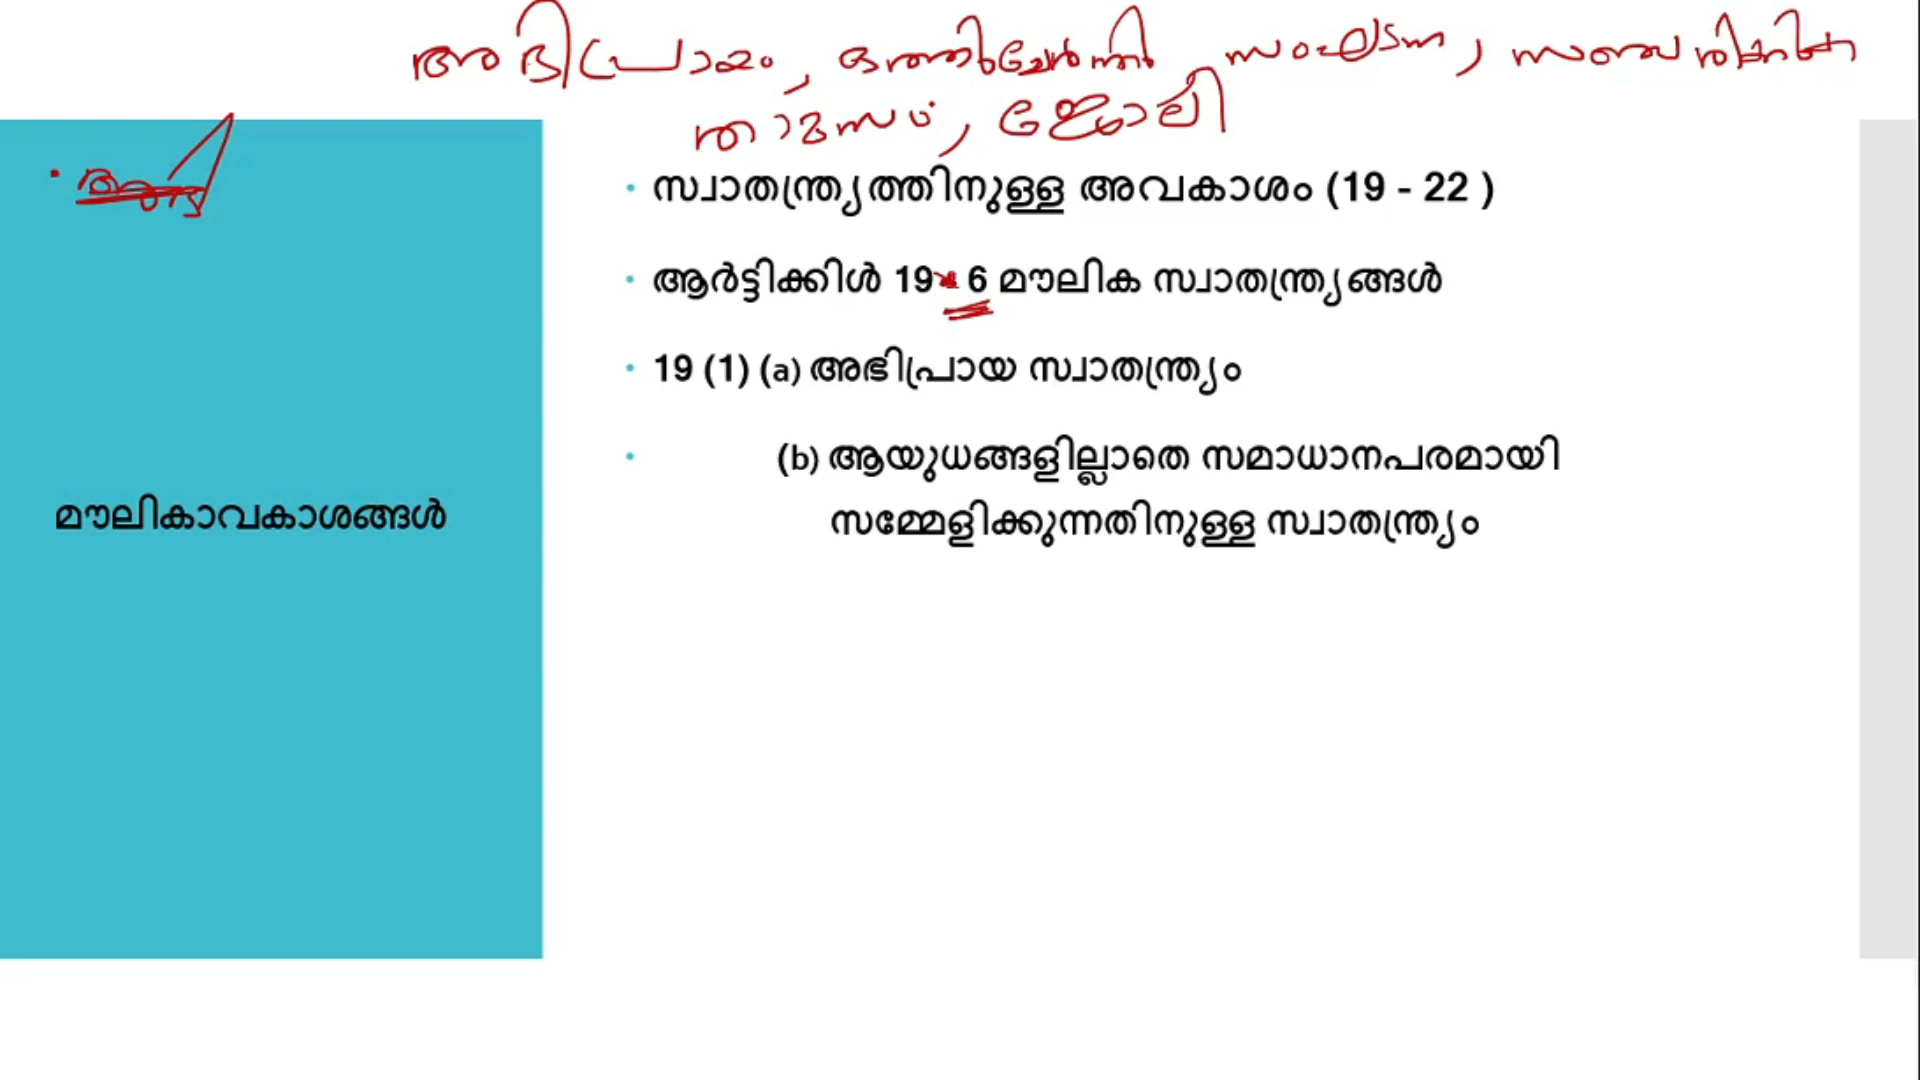 അഭിപ്രായം, ഒത്തുചേർന്ന്, സംഘടന, സഞ്ചരിക്കുക
താമസം, ജോലി
സ്വാതന്ത്ര്യത്തിനുള്ള അവകാശം (19 - 22 )
ആർട്ടിക്കിൾ 19 - 6 മൗലിക സ്വാതന്ത്ര്യങ്ങൾ
19 (1) (a) അഭിപ്രായ സ്വാതന്ത്ര്യം
(b) ആയുധങ്ങളില്ലാതെ സമാധാനപരമായി
സമ്മേളിക്കുന്നതിനുള്ള സ്വാതന്ത്ര്യം
മൗലികാവകാശങ്ങൾ